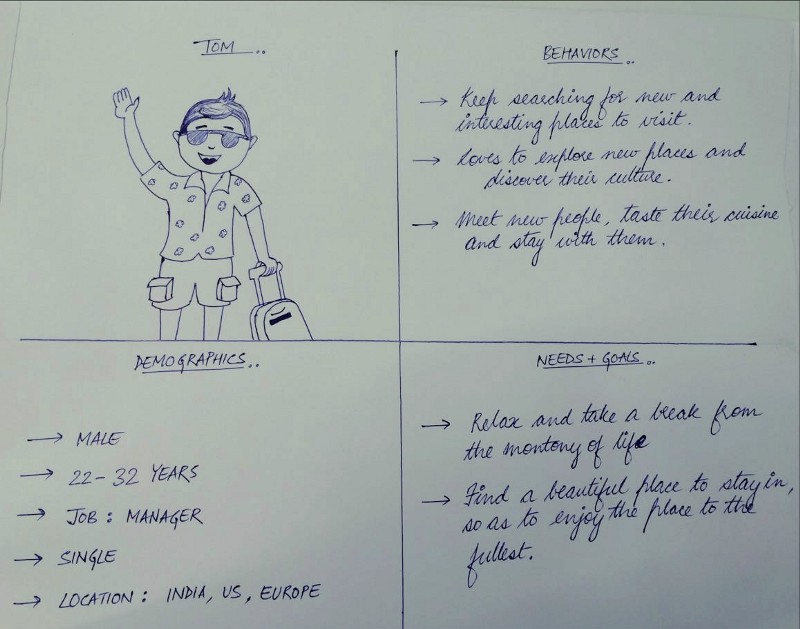 TOM ..
BEHAVIORS ..
→ Keep searching for new and
interesting places to visit.
→ Loves to explore new places and
discover their culture.
→ Meet new people, taste their cuisine
and stay with them.
DEMOGRAPHICS ..
→ MALE
→ 22-32 YEARS
→ JOB : MANAGER
→ SINGLE
→ LOCATION : INDIA, US, EUROPE
NEEDS + GOALS ..
→ Relax and take a break from
the montony of life
→ Find a beautiful place to stay in,
so as to enjoy the place to the
fullest.